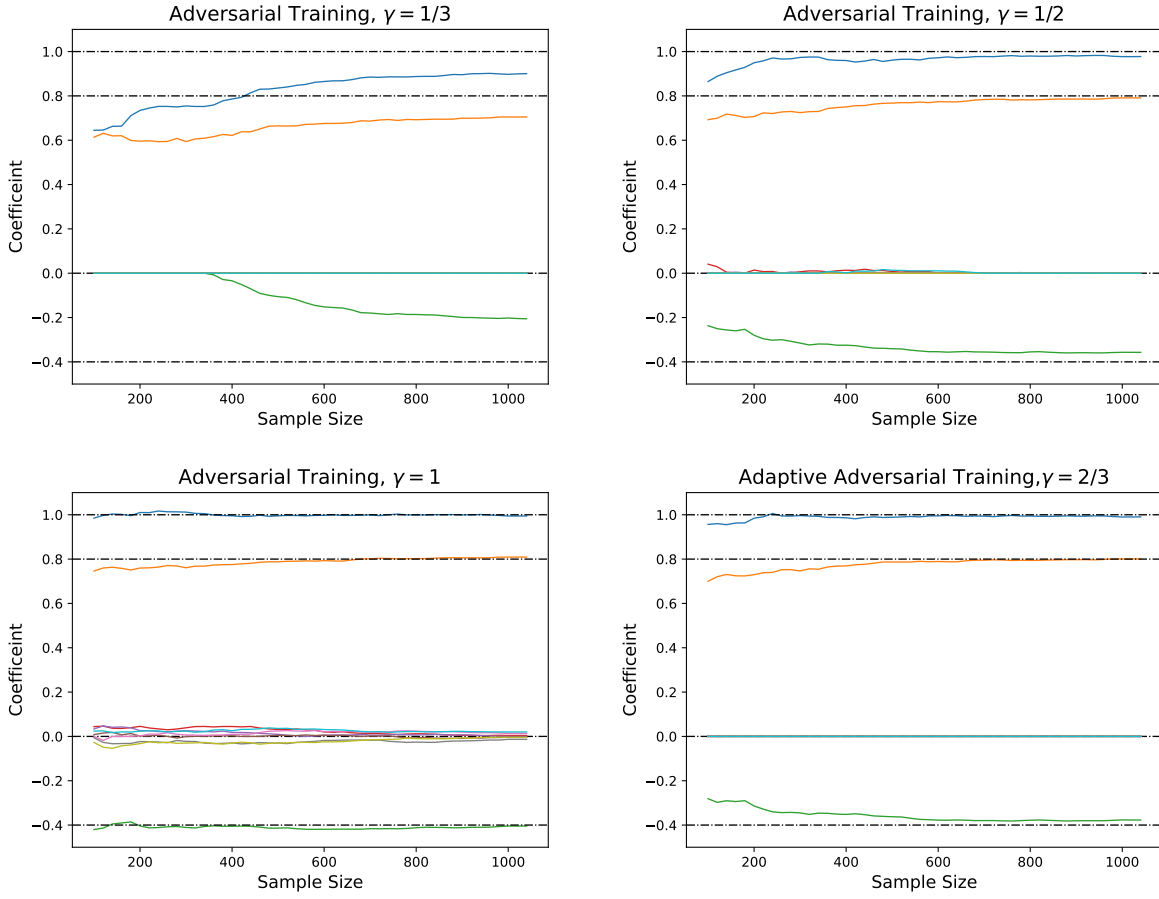 Adversarial Training, γ = 1/3
1.0
0.8
0.6
0.4
0.2
0.0
−0.2
−0.4
Coefficeint
200 400 600 800 1000
Sample Size
Adversarial Training, γ = 1/2
1.0
0.8
0.6
0.4
0.2
0.0
−0.2
−0.4
Coefficeint
200 400 600 800 1000
Sample Size
Adversarial Training, γ = 1
1.0
0.8
0.6
0.4
0.2
0.0
−0.2
−0.4
Coefficeint
200 400 600 800 1000
Sample Size
Adaptive Adversarial Training,γ = 2/3
1.0
0.8
0.6
0.4
0.2
0.0
−0.2
−0.4
Coefficeint
200 400 600 800 1000
Sample Size